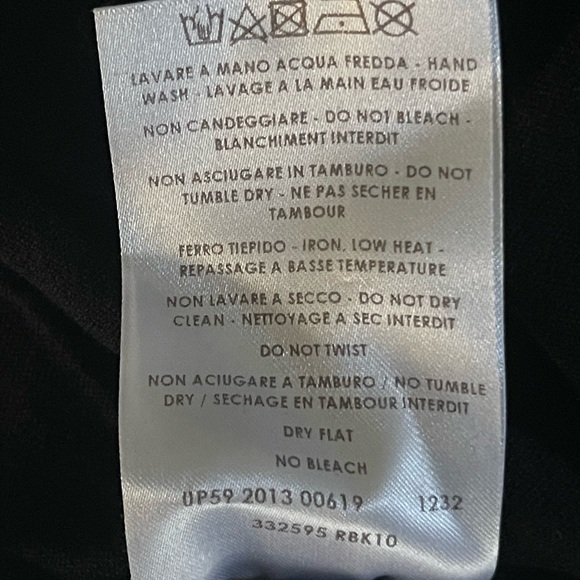 LAVARE A MANO ACQUA FREDDA - HAND
WASH - LAVAGE A LA MAIN EAU FROIDE
NON CANDEGGIARE - DO NOT BLEACH -
BLANCHIMENT INTERDIT
NON ASCIUGARE IN TAMBURO - DO NOT
TUMBLE DRY - NE PAS SECHER EN
TAMBOUR
FERRO TIEPIDO - IRON, LOW HEAT -
REPASSAGE A BASSE TEMPERATURE
NON LAVARE A SECCO - DO NOT DRY
CLEAN - NETTOYAGE A SEC INTERDIT
DO NOT TWIST
NON ACIUGARE A TAMBURO / NO TUMBLE
DRY / SECHAGE EN TAMBOUR INTERDIT
DRY FLAT
NO BLEACH
UP59 2013 00619 1232
332595 RBK10